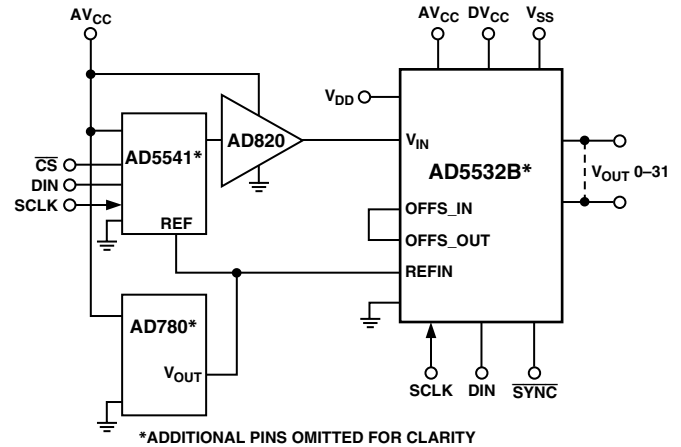 AVCC
AVCC DVCC VSS
VDD
AD820
VIN
AD5541*
CS
AD5532B*
VOUT 0–31
DIN
SCLK
OFFS_IN
REF
OFFS_OUT
REFIN
AD780*
VOUT
SCLK DIN SYNC
*ADDITIONAL PINS OMITTED FOR CLARITY